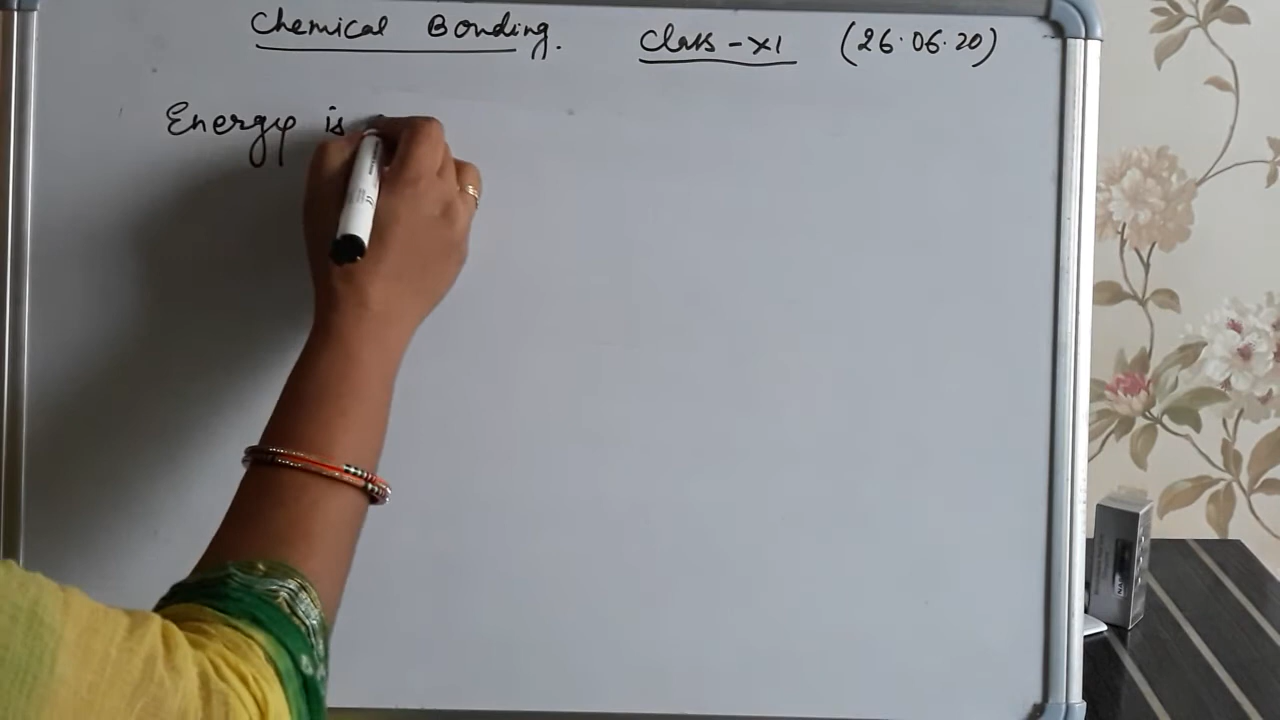 Chemical Bonding. Class - XI (26.06.20)
Energy is